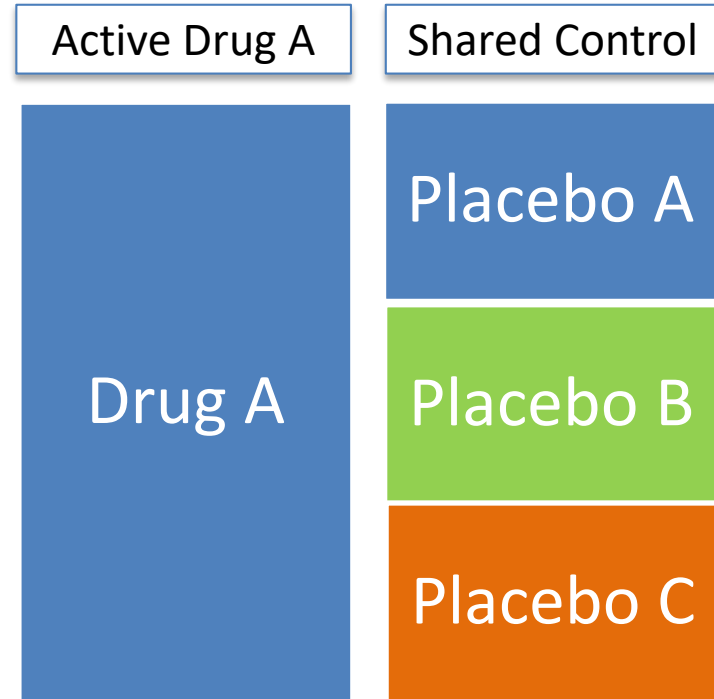 Active Drug A
Shared Control
Drug A
Placebo A
Placebo B
Placebo C